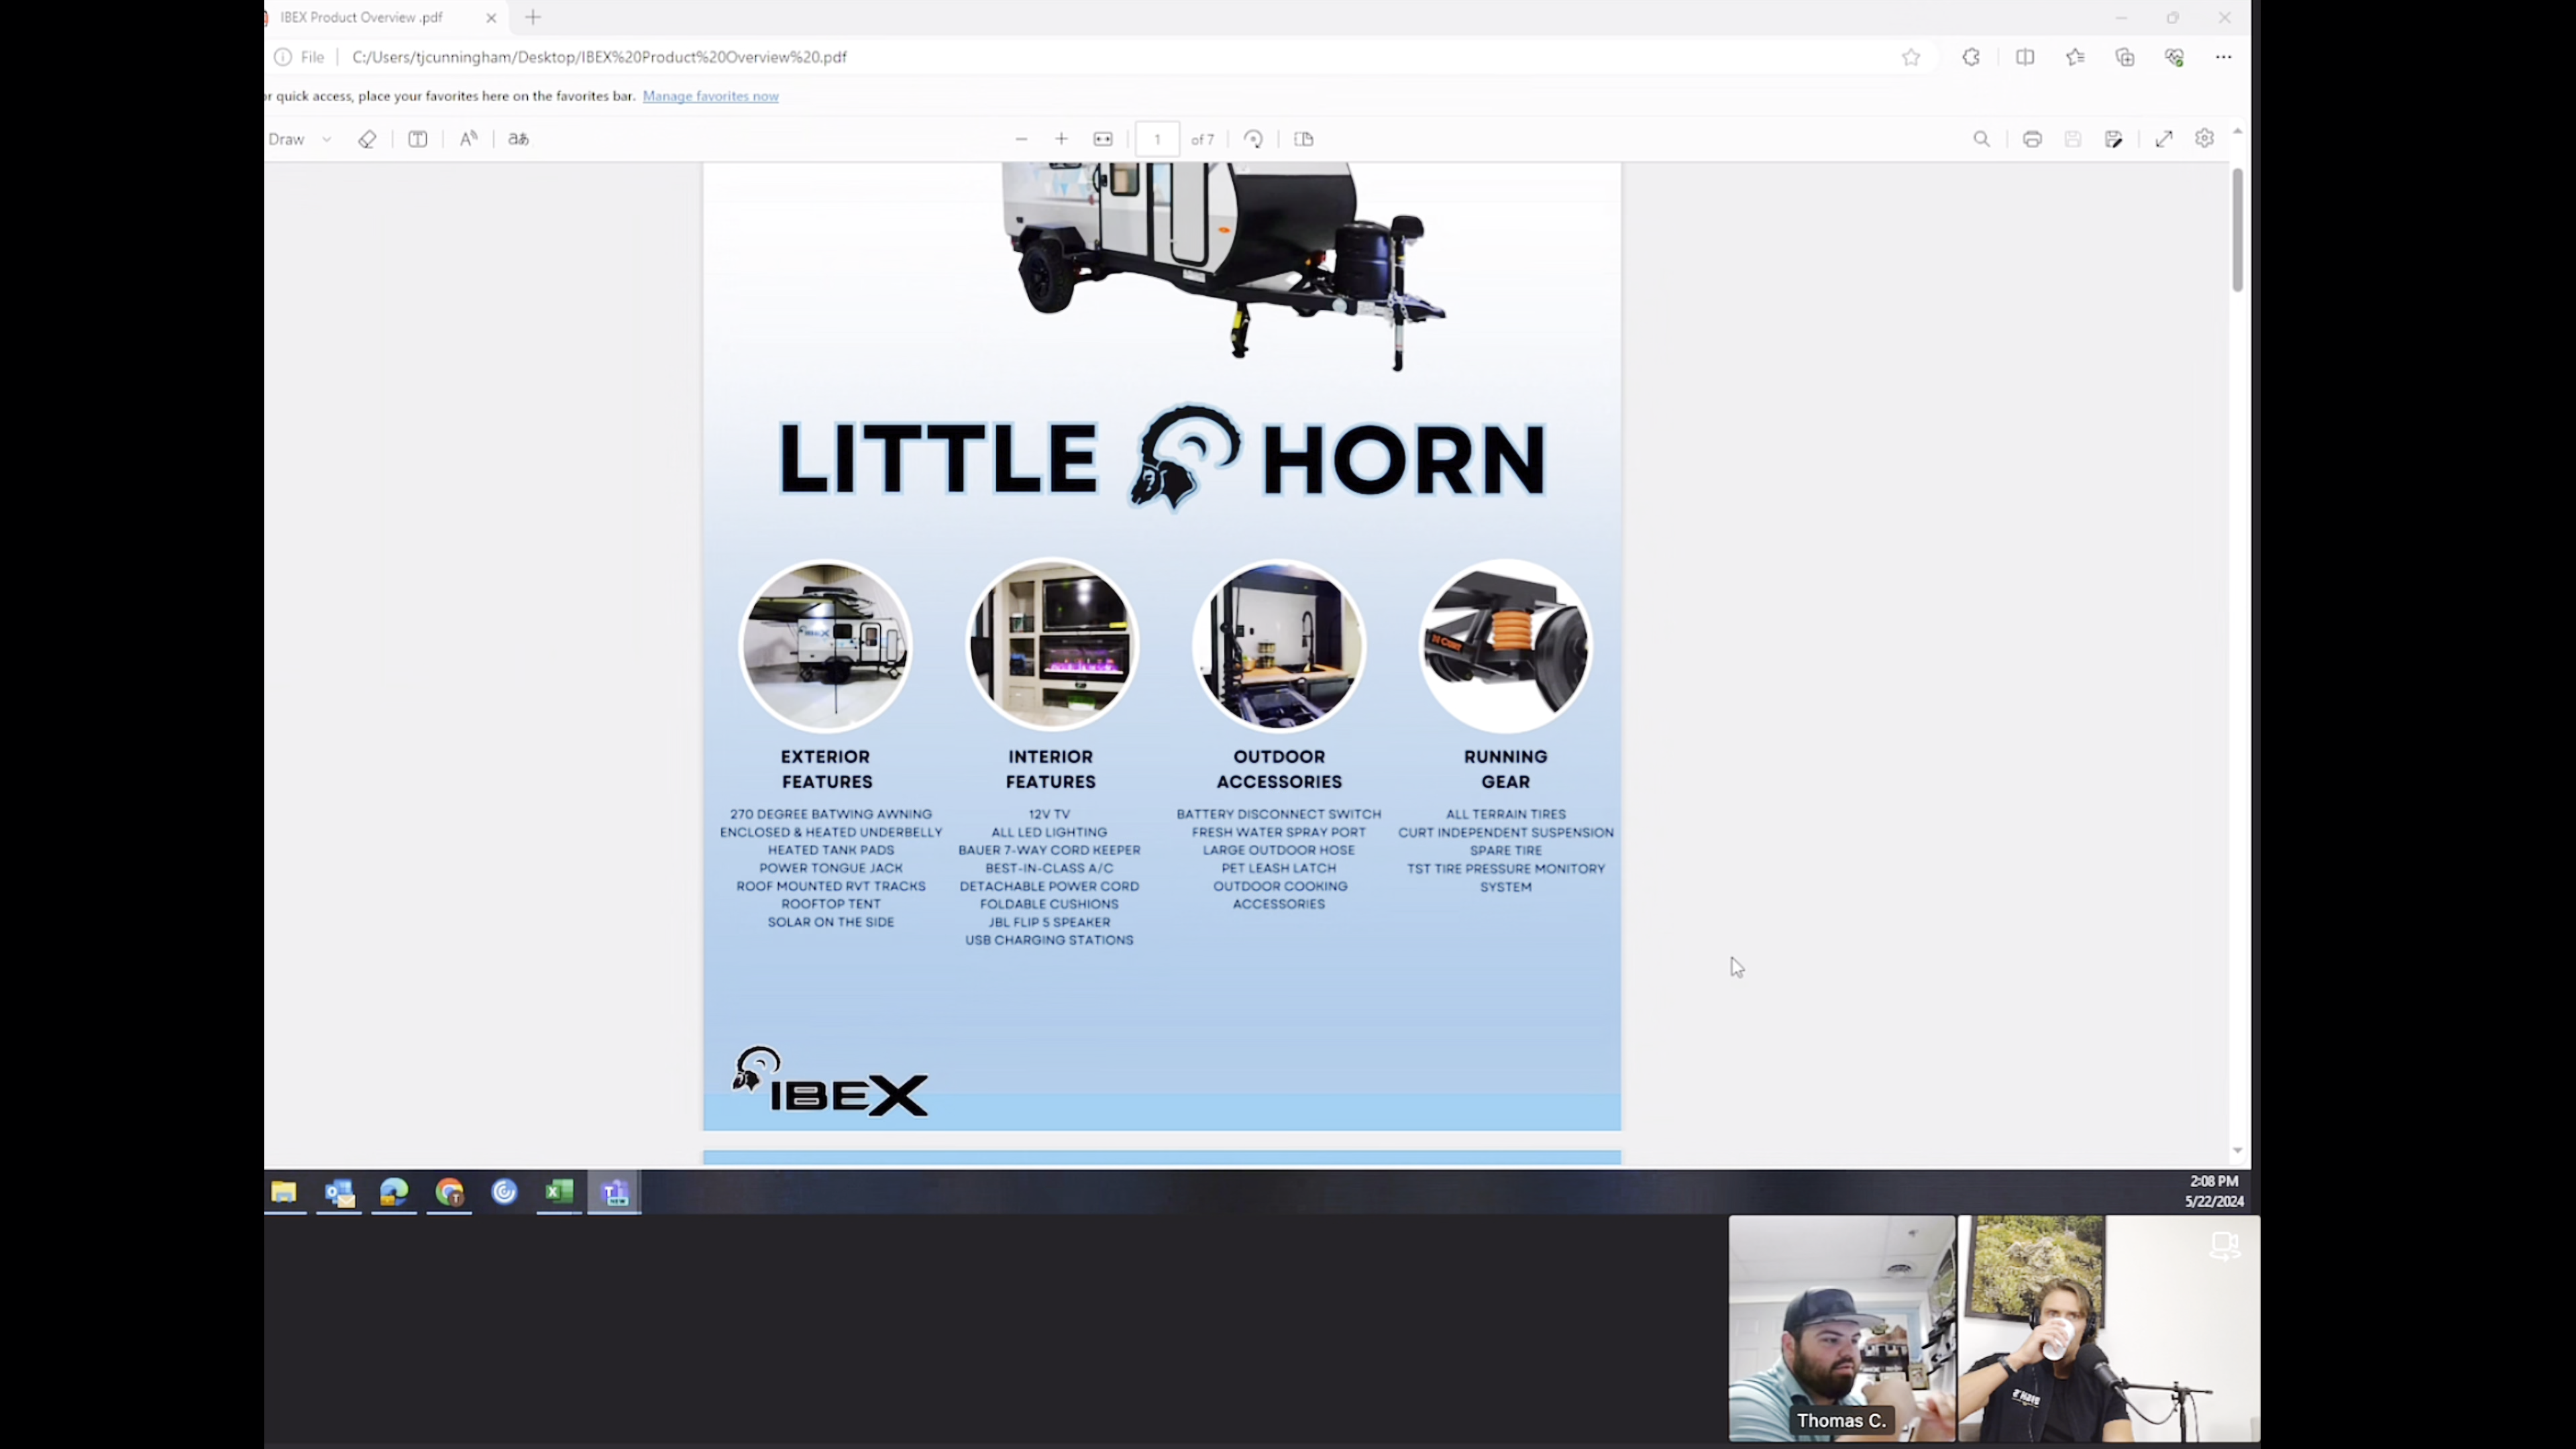 IBEX Product Overview .pdf
File C:/Users/tjcunningham/Desktop/IBEX%20Product%20Overview%20.pdf
or quick access, place your favorites here on the favorites bar. Manage favorites now
Draw
1 of 7
LITTLE HORN
EXTERIOR
FEATURES
270 DEGREE BATWING AWNING
ENCLOSED & HEATED UNDERBELLY
HEATED TANK PADS
POWER TONGUE JACK
ROOF MOUNTED RVT TRACKS
ROOFTOP TENT
SOLAR ON THE SIDE
INTERIOR
FEATURES
12V TV
ALL LED LIGHTING
BAUER 7-WAY CORD KEEPER
BEST-IN-CLASS A/C
DETACHABLE POWER CORD
FOLDABLE CUSHIONS
JBL FLIP 5 SPEAKER
USB CHARGING STATIONS
OUTDOOR
ACCESSORIES
BATTERY DISCONNECT SWITCH
FRESH WATER SPRAY PORT
LARGE OUTDOOR HOSE
PET LEASH LATCH
OUTDOOR COOKING
ACCESSORIES
CURT
RUNNING
GEAR
ALL TERRAIN TIRES
CURT INDEPENDENT SUSPENSION
SPARE TIRE
TST TIRE PRESSURE MONITORY
SYSTEM
IBEX
2:08 PM
5/22/2024
Thomas C.